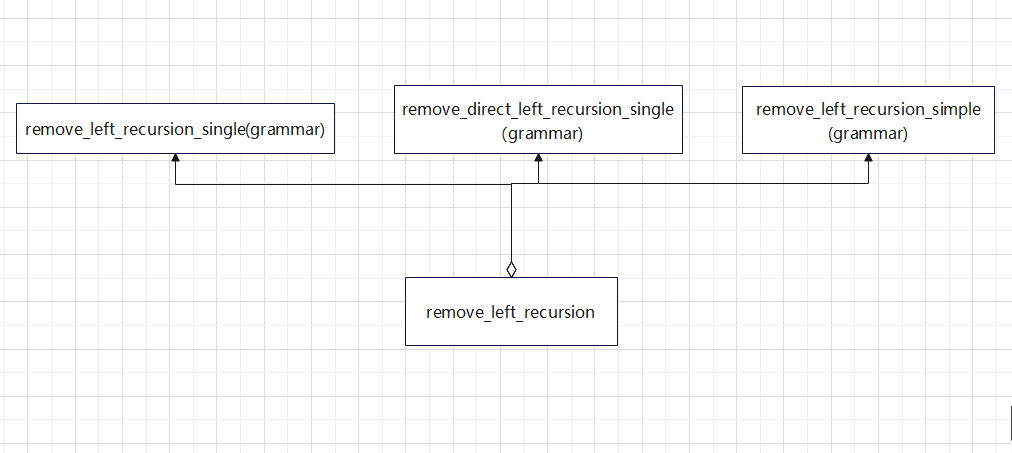 remove_left_recursion_single(grammar)
remove_direct_left_recursion_single
(grammar)
remove_left_recursion_simple
(grammar)
remove_left_recursion